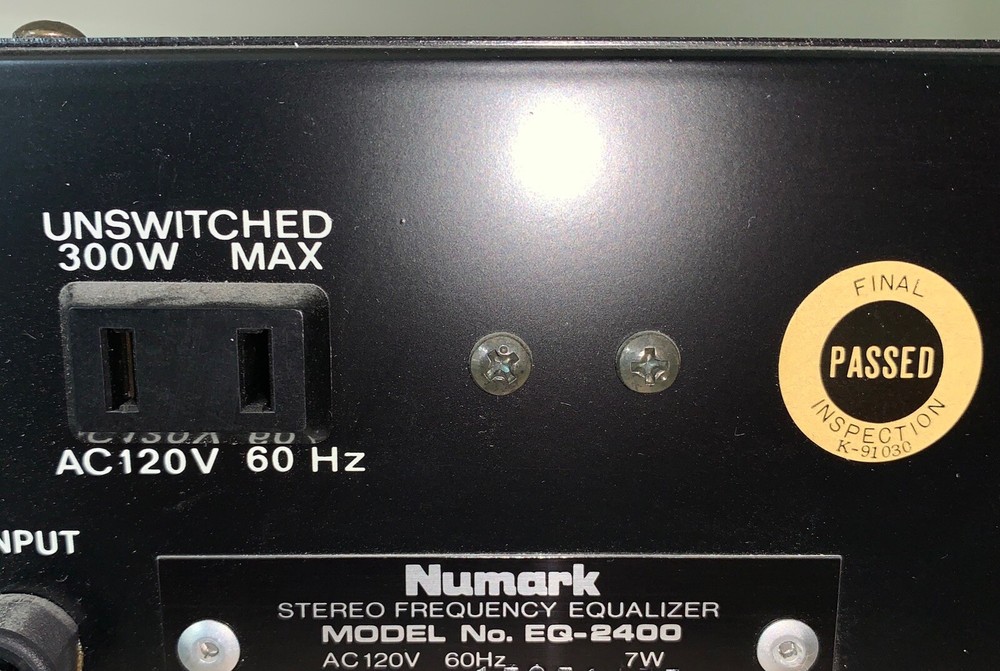 UNSWITCHED
300W MAX
AC120V 60 Hz
FINAL
PASSED
INSPECTION
K-91030
NPUT
Numark
STEREO FREQUENCY EQUALIZER
MODEL No. EQ-2400
AC120V 60Hz 7W